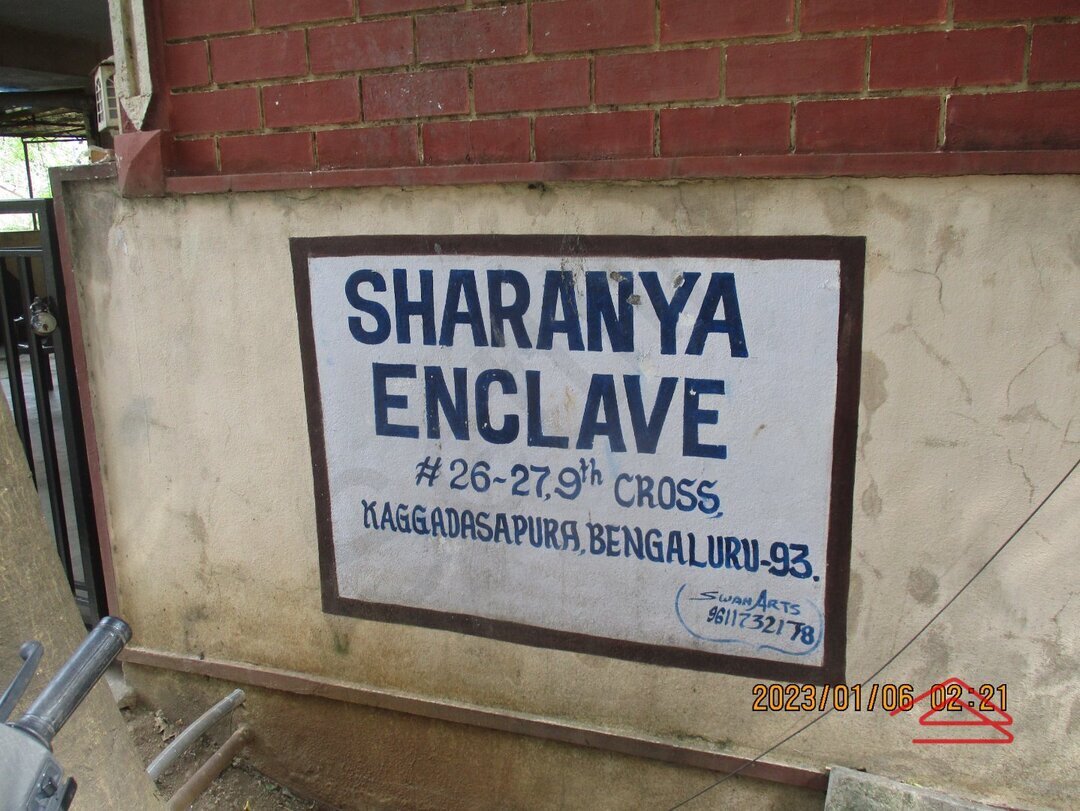 SHARANYA
ENCLAVE
# 26~27, 9th CROSS,
KAGGADASAPURA, BENGALURU-93.
SWAN ARTS
9611732178
2023/01/06 02:21